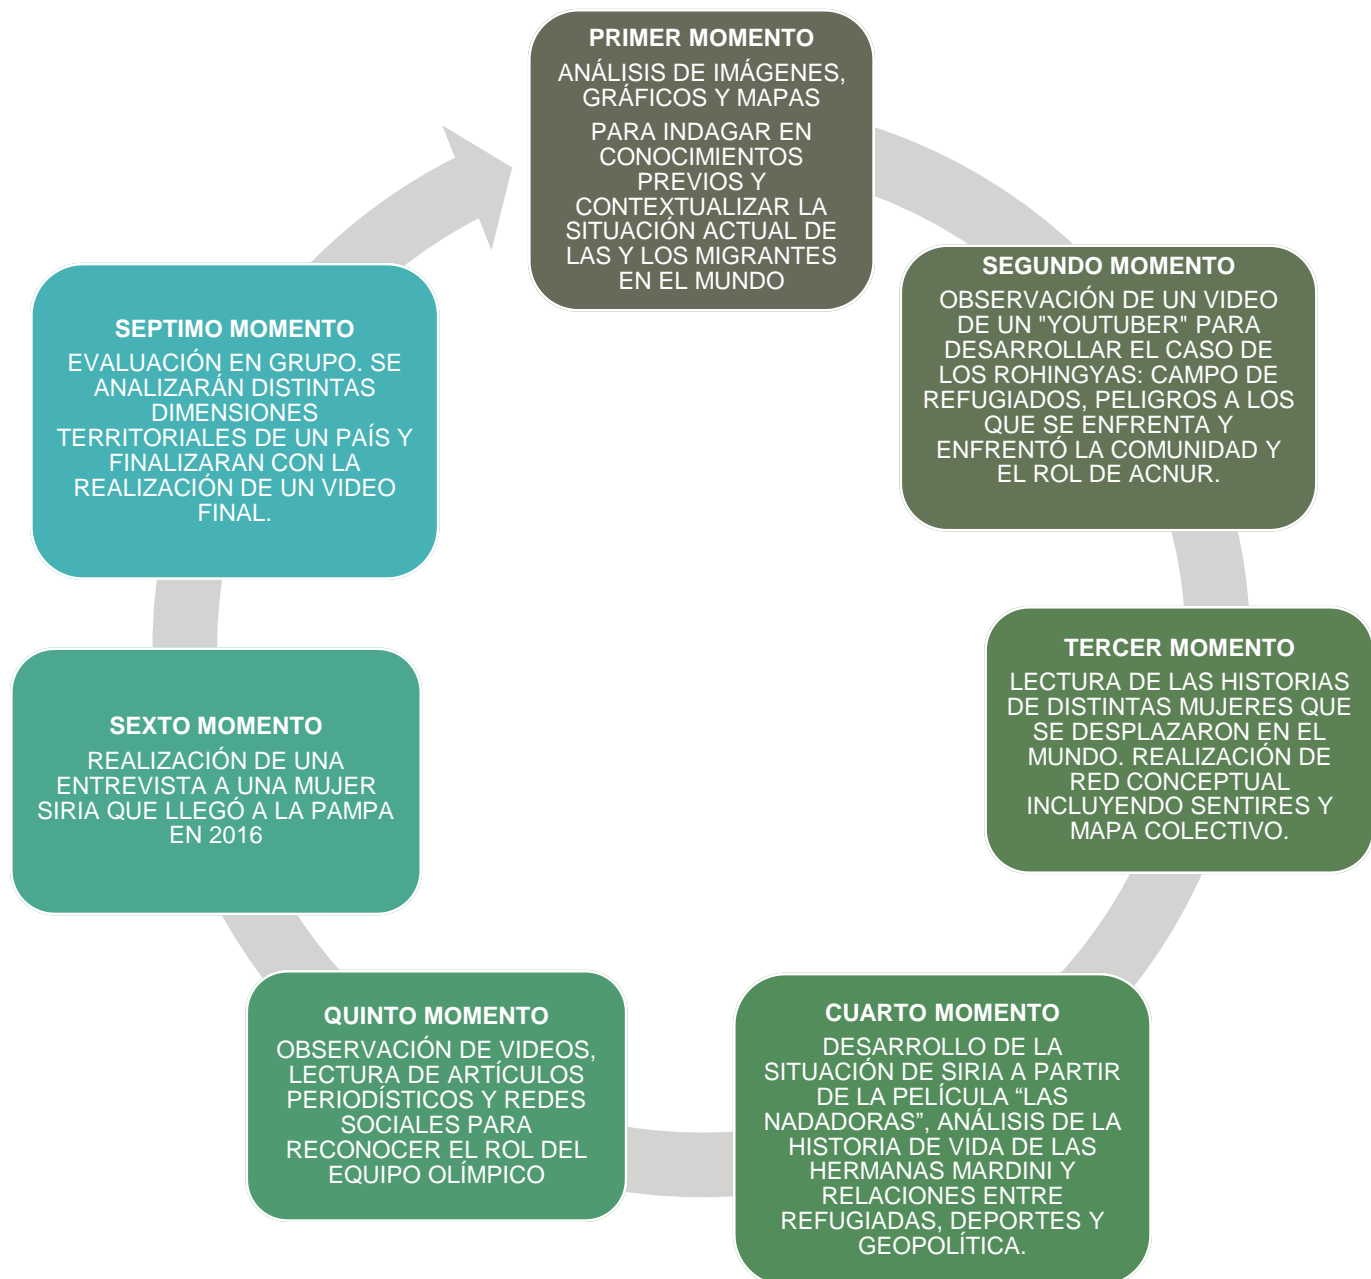 PRIMER MOMENTO
ANÁLISIS DE IMÁGENES,
GRÁFICOS Y MAPAS
PARA INDAGAR EN
CONOCIMIENTOS
PREVIOS Y
CONTEXTUALIZAR LA
SITUACIÓN ACTUAL DE
LAS Y LOS MIGRANTES
EN EL MUNDO
SEGUNDO MOMENTO
OBSERVACIÓN DE UN VIDEO
DE UN "YOUTUBER" PARA
DESARROLLAR EL CASO DE
LOS ROHINGYAS: CAMPO DE
REFUGIADOS, PELIGROS A LOS
QUE SE ENFRENTA Y
ENFRENTÓ LA COMUNIDAD Y
EL ROL DE ACNUR.
TERCER MOMENTO
LECTURA DE LAS HISTORIAS
DE DISTINTAS MUJERES QUE
SE DESPLAZARON EN EL
MUNDO. REALIZACIÓN DE
RED CONCEPTUAL
INCLUYENDO SENTIRES Y
MAPA COLECTIVO.
CUARTO MOMENTO
DESARROLLO DE LA
SITUACIÓN DE SIRIA A PARTIR
DE LA PELÍCULA “LAS
NADADORAS”, ANÁLISIS DE LA
HISTORIA DE VIDA DE LAS
HERMANAS MARDINI Y
RELACIONES ENTRE
REFUGIADAS, DEPORTES Y
GEOPOLÍTICA.
QUINTO MOMENTO
OBSERVACIÓN DE VIDEOS,
LECTURA DE ARTÍCULOS
PERIODÍSTICOS Y REDES
SOCIALES PARA
RECONOCER EL ROL DEL
EQUIPO OLÍMPICO
SEXTO MOMENTO
REALIZACIÓN DE UNA
ENTREVISTA A UNA MUJER
SIRIA QUE LLEGÓ A LA PAMPA
EN 2016
SEPTIMO MOMENTO
EVALUACIÓN EN GRUPO. SE
ANALIZARÁN DISTINTAS
DIMENSIONES
TERRITORIALES DE UN PAÍS Y
FINALIZARAN CON LA
REALIZACIÓN DE UN VIDEO
FINAL.